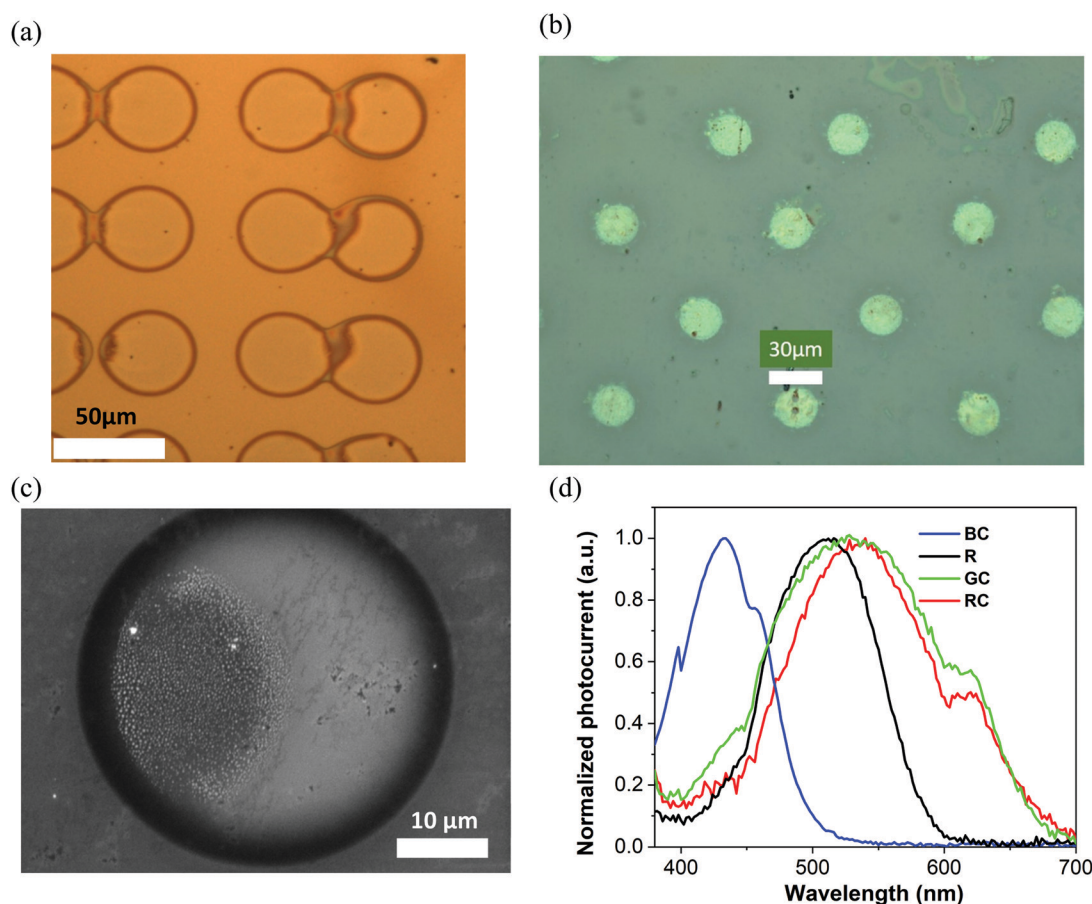 (a)
50μm
(b)
30μm
(c)
10 μm
(d)
Normalized photocurrent (a.u.)
1.0
0.8
0.6
0.4
0.2
0.0
BC
R
GC
RC
400
500
600
700
Wavelength (nm)